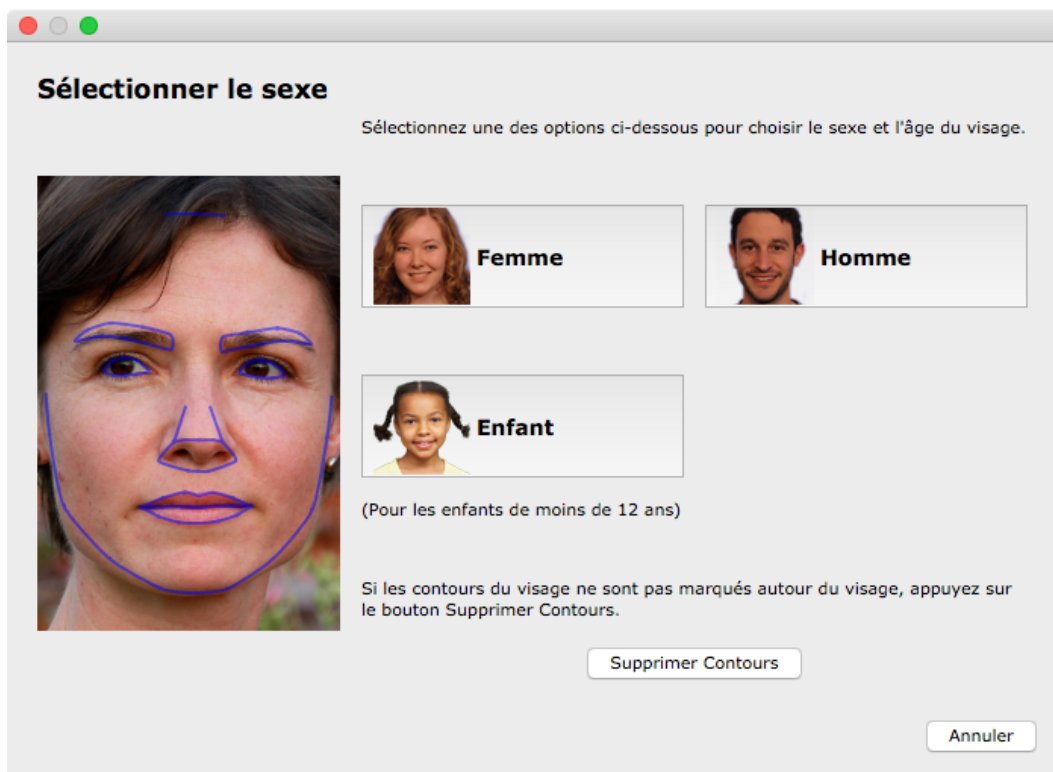 Sélectionner le sexe
Sélectionnez une des options ci-dessous pour choisir le sexe et l'âge du visage.
Femme
Homme
Enfant
(Pour les enfants de moins de 12 ans)
Si les contours du visage ne sont pas marqués autour du visage, appuyez sur
le bouton Supprimer Contours.
Supprimer Contours
Annuler